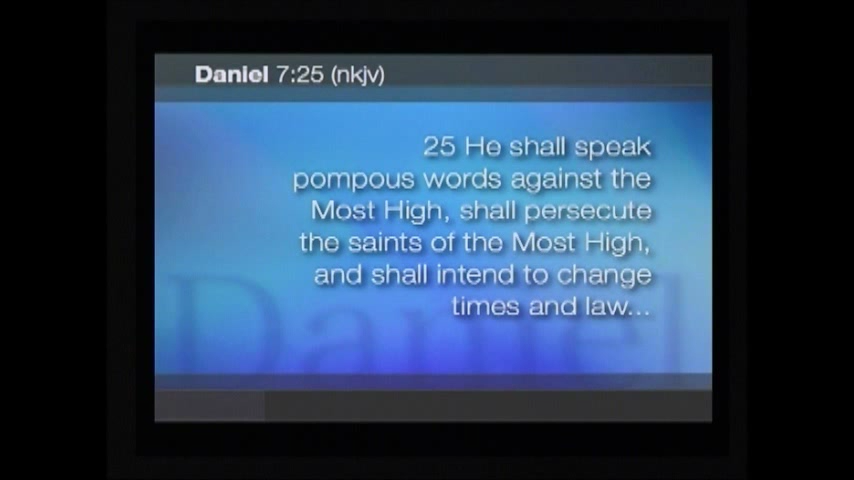 Daniel 7:25 (nkjv)
25 He shall speak
pompous words against the
Most High, shall persecute
the saints of the Most High,
and shall intend to change
times and law...
Daniel